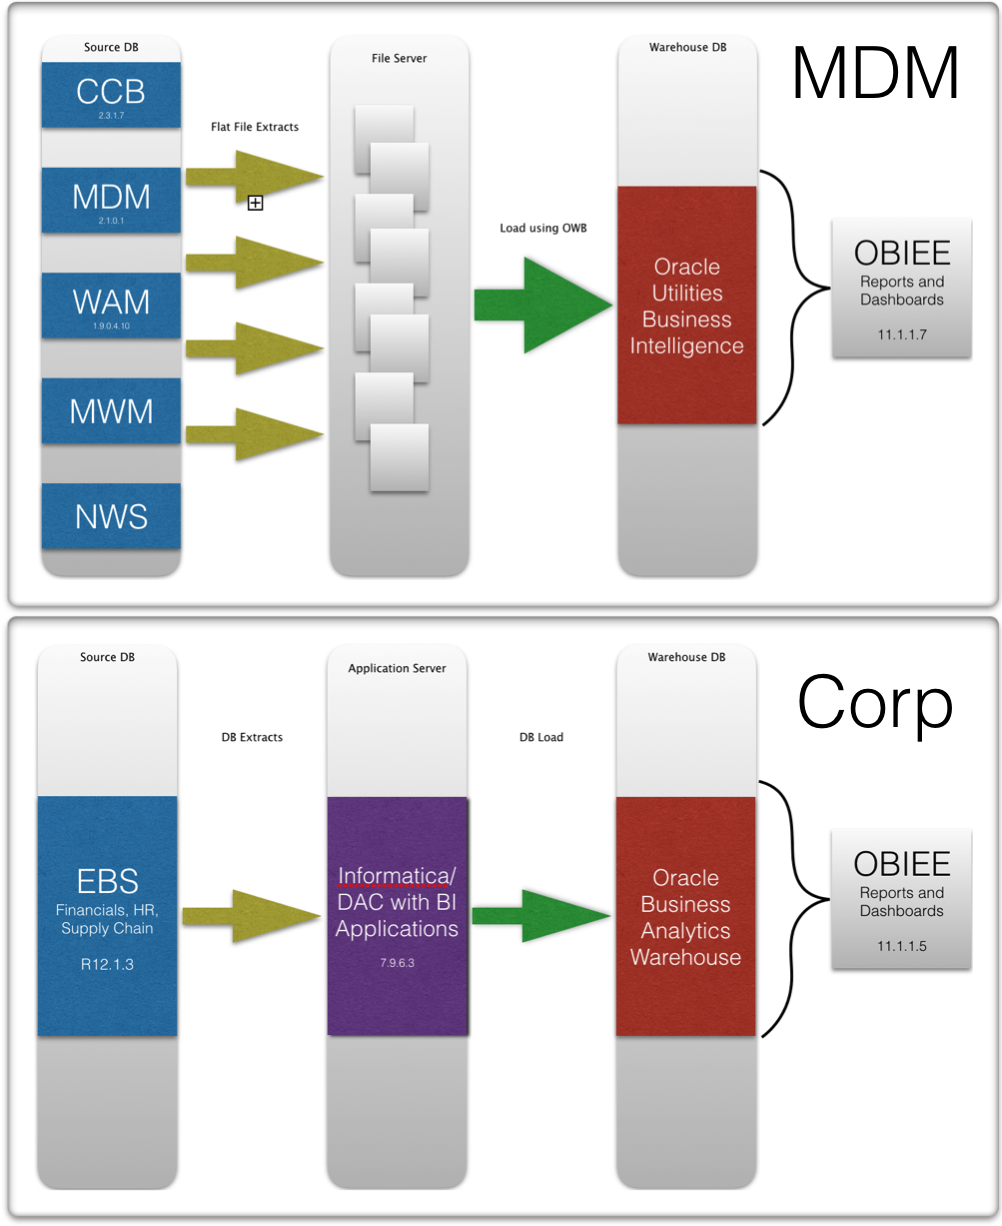 MDM
Source DB
CCB
2.3.1.7
MDM
2.1.0.1
WAM
1.9.0.4.10
MWM
NWS
Flat File Extracts
File Server
Load using OWB
Warehouse DB
Oracle
Utilities
Business
Intelligence
OBIEE
Reports and
Dashboards
11.1.1.7
Corp
Source DB
EBS
Financials, HR,
Supply Chain
R12.1.3
DB Extracts
Application Server
Informatica/
DAC with BI
Applications
7.9.6.3
DB Load
Warehouse DB
Oracle
Business
Analytics
Warehouse
OBIEE
Reports and
Dashboards
11.1.1.5